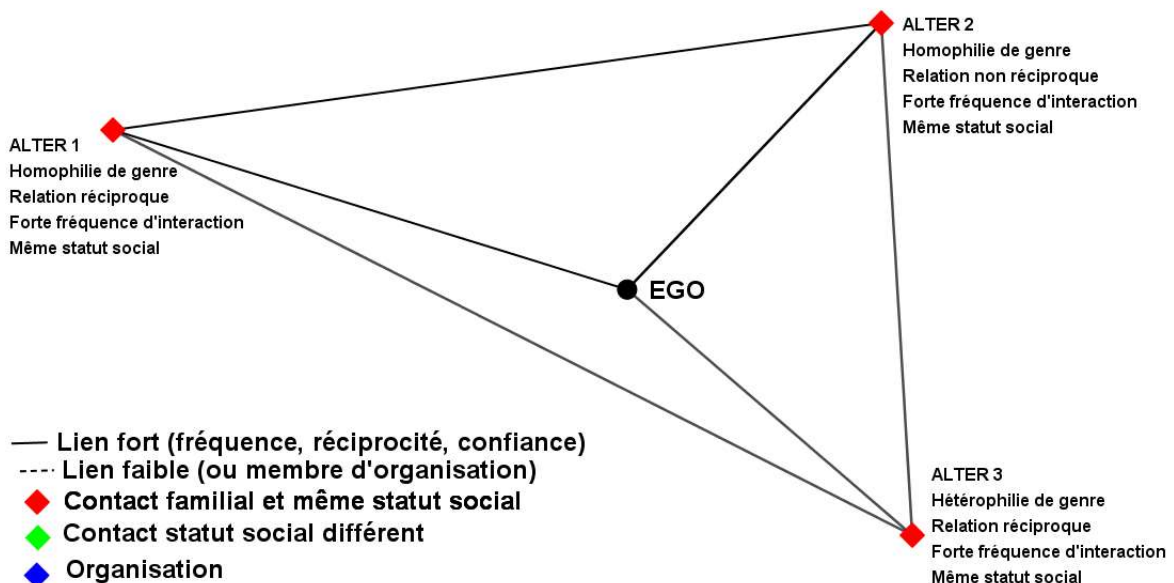 ALTER 2
Homophilie de genre
Relation non réciproque
Forte fréquence d'interaction
Même statut social
ALTER 1
Homophilie de genre
Relation réciproque
Forte fréquence d'interaction
Même statut social
EGO
Lien fort (fréquence, réciprocité, confiance)
Lien faible (ou membre d'organisation)
Contact familial et même statut social
Contact statut social différent
Organisation
ALTER 3
Hétérophilie de genre
Relation réciproque
Forte fréquence d'interaction
Même statut social